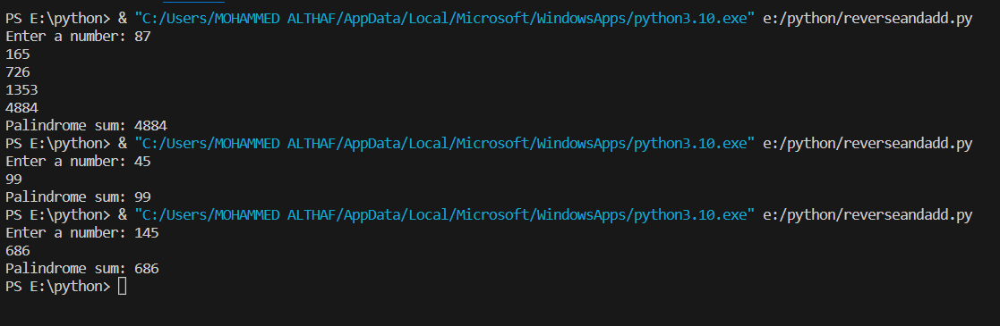 PS E:\python> & "C:/Users/MOHAMMED ALTHAF/AppData/Local/Microsoft/WindowsApps/python3.10.exe" e:/python/reverseandadd.py
Enter a number: 87
165
726
1353
4884
Palindrome sum: 4884
PS E:\python> & "C:/Users/MOHAMMED ALTHAF/AppData/Local/Microsoft/WindowsApps/python3.10.exe" e:/python/reverseandadd.py
Enter a number: 45
99
Palindrome sum: 99
PS E:\python> & "C:/Users/MOHAMMED ALTHAF/AppData/Local/Microsoft/WindowsApps/python3.10.exe" e:/python/reverseandadd.py
Enter a number: 145
686
Palindrome sum: 686
PS E:\python>